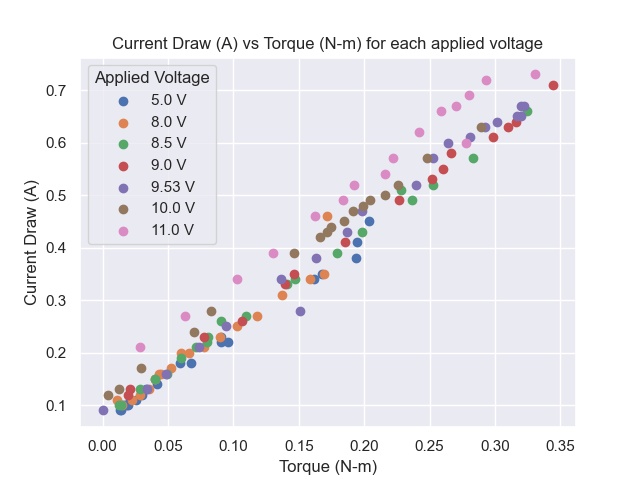 Current Draw (A) vs Torque (N-m) for each applied voltage
Applied Voltage
5.0 V
8.0 V
8.5 V
9.0 V
9.53 V
10.0 V
11.0 V
Current Draw (A)
0.7
0.6
0.5
0.4
0.3
0.2
0.1
0.00 0.05 0.10 0.15 0.20 0.25 0.30 0.35
Torque (N-m)